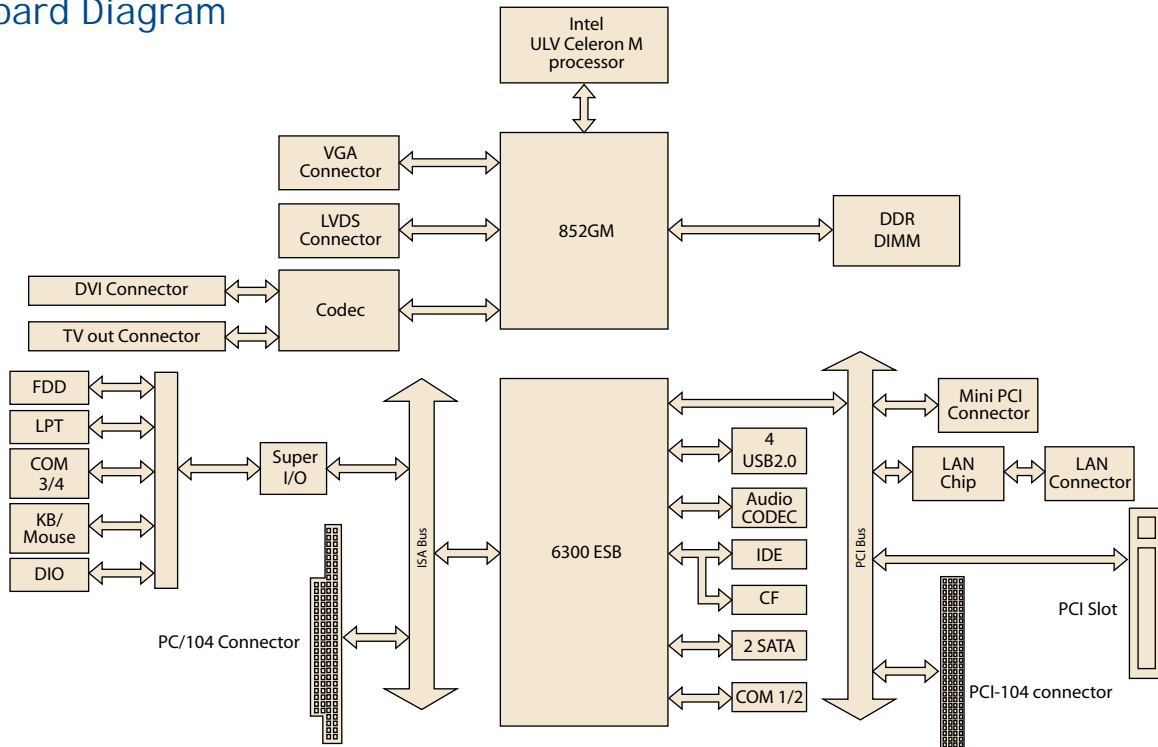 oard Diagram
Intel
ULV Celeron M
processor
VGA
Connector
LVDS
Connector
852GM
DDR
DIMM
DVI Connector
Codec
TV out Connector
FDD
LPT
COM
3/4
KB/
Mouse
DIO
Super
I/O
ISA Bus
PC/104 Connector
6300 ESB
4
USB2.0
Audio
CODEC
IDE
CF
2 SATA
COM 1/2
PCI Bus
Mini PCI
Connector
LAN
Chip
LAN
Connector
PCI Slot
PCI-104 connector